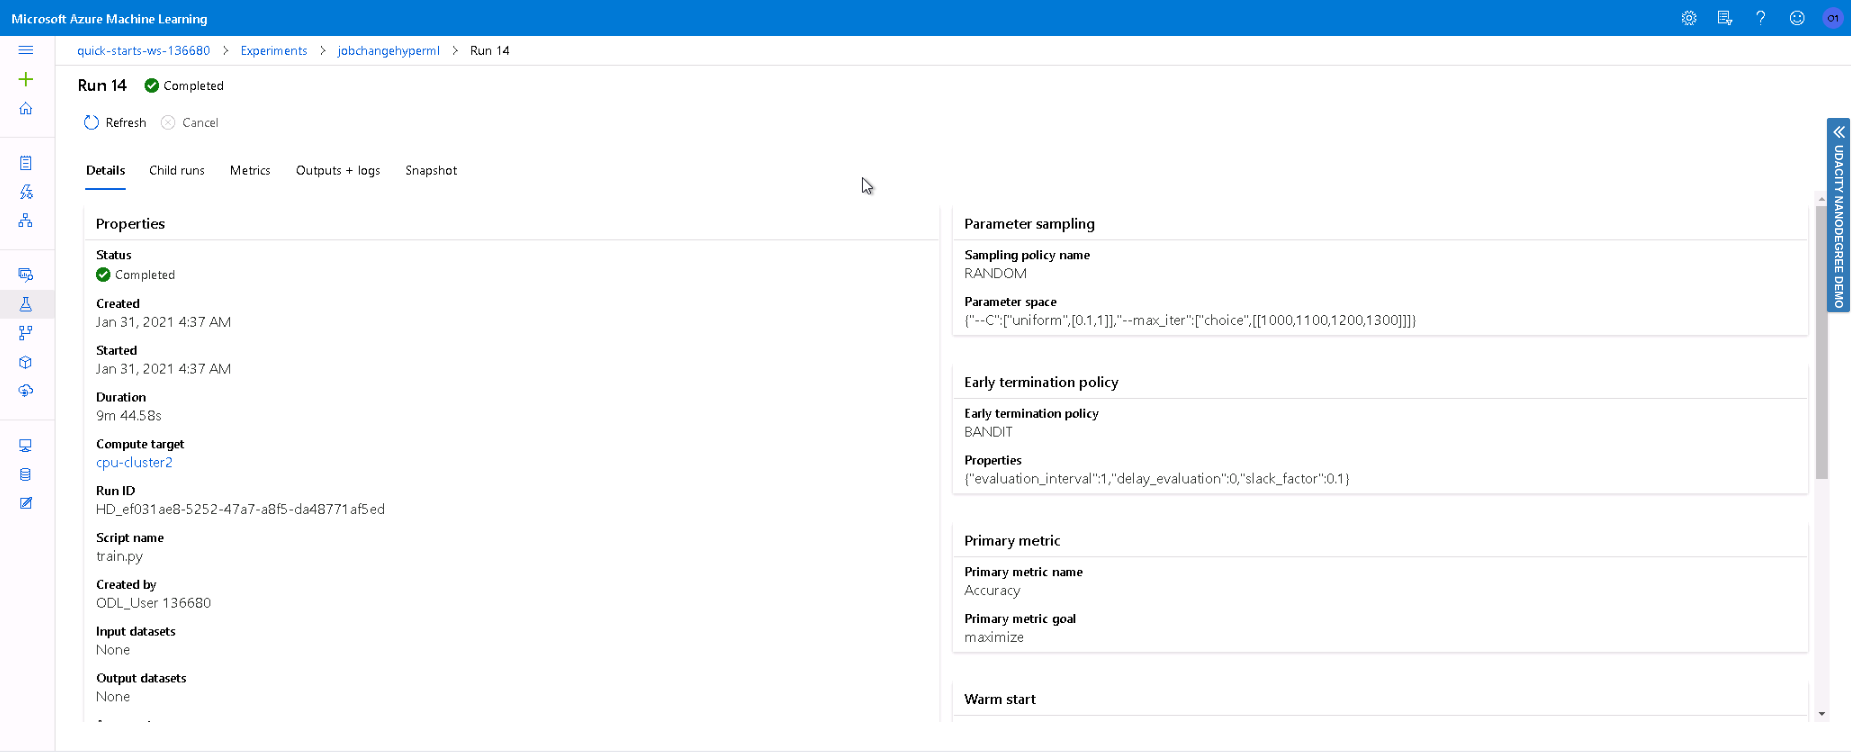 Microsoft Azure Machine Learning
O1
quick-starts-ws-136680 > Experiments > jobchangehyperml > Run 14
Run 14 Completed
Refresh Cancel
Details Child runs Metrics Outputs + logs Snapshot
Properties
Status
Completed
Created
Jan 31, 2021 4:37 AM
Started
Jan 31, 2021 4:37 AM
Duration
9m 44.58s
Compute target
cpu-cluster2
Run ID
HD_ef031ae8-5252-47a7-a8f5-da48771af5ed
Script name
train.py
Created by
ODL_User 136680
Input datasets
None
Output datasets
None
Parameter sampling
Sampling policy name
RANDOM
Parameter space
{"--C":["uniform",[0.1,1]],"--max_iter":["choice",[[1000,1100,1200,1300]]]}
Early termination policy
Early termination policy
BANDIT
Properties
{"evaluation_interval":1,"delay_evaluation":0,"slack_factor":0.1}
Primary metric
Primary metric name
Accuracy
Primary metric goal
maximize
Warm start
UDACITY NANODEGREE DEMO